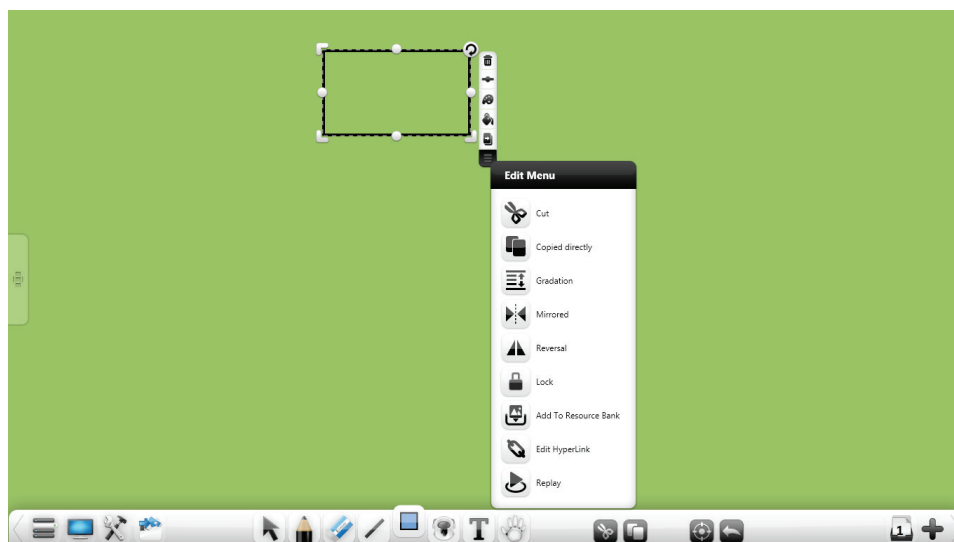 Edit Menu
Cut
Copied directly
Gradation
Mirrored
Reversal
Lock
Add To Resource Bank
Edit HyperLink
Replay
T
1